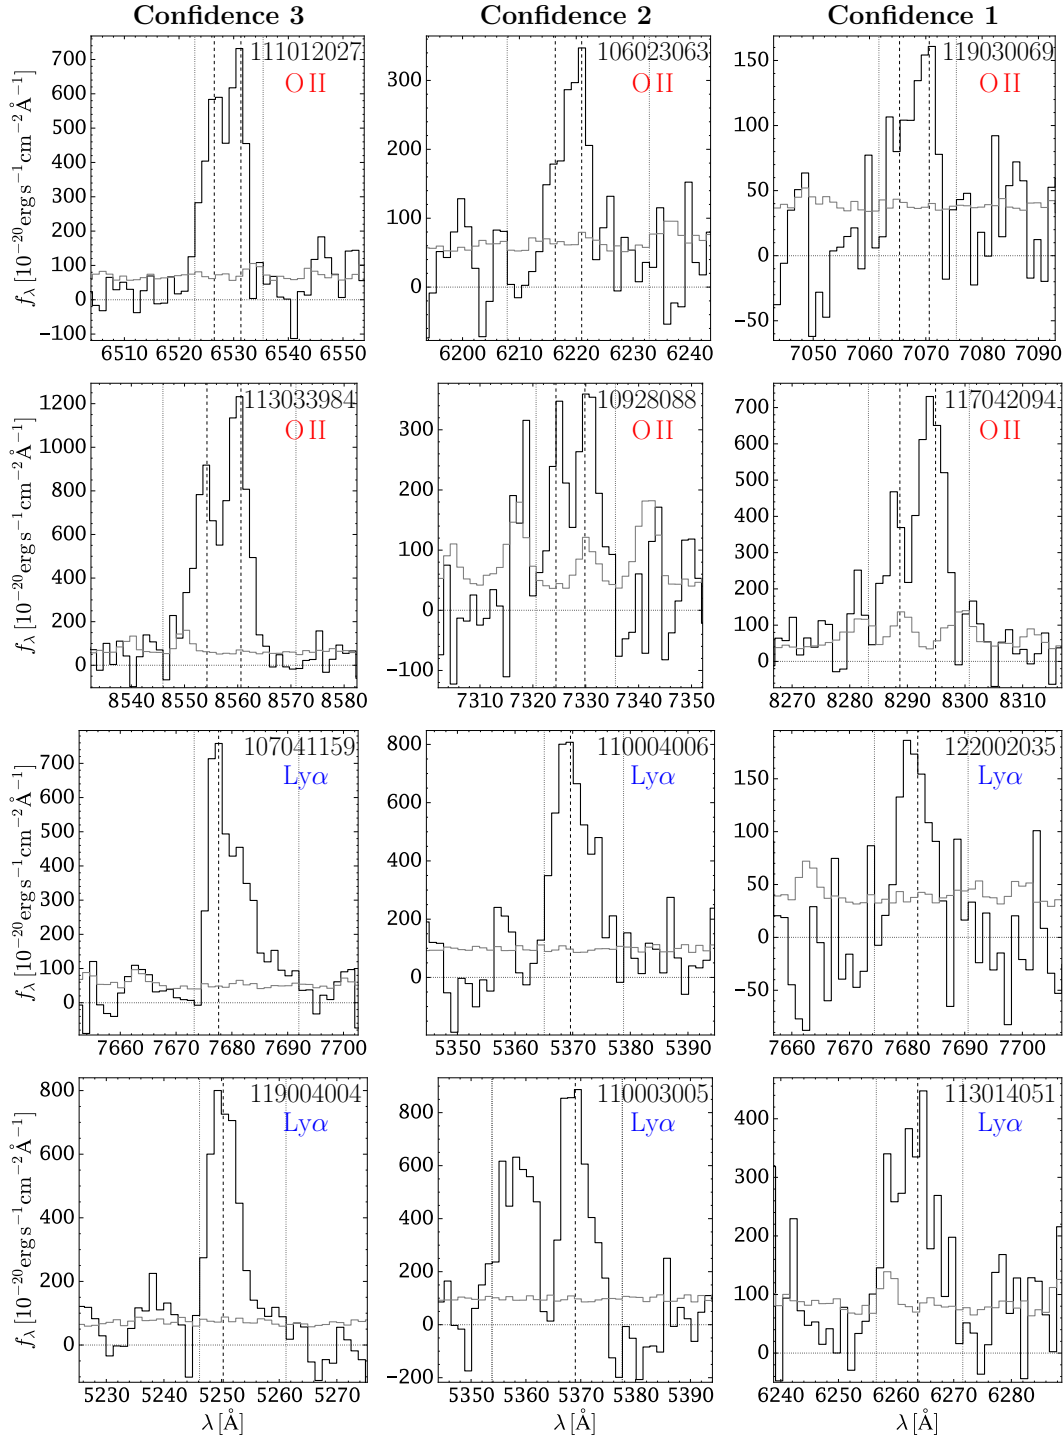 Confidence 3 Confidence 2 Confidence 1
111012027
O II
700
600
500
400
300
200
100
0
−100
6510 6520 6530 6540 6550
f_λ [10^−20 erg s^−1 cm^−2 Å^−1]
106023063
O II
300
200
100
0
6200 6210 6220 6230 6240
119030069
O II
150
100
50
0
−50
7050 7060 7070 7080 7090
113033984
O II
1200
1000
800
600
400
200
0
8540 8550 8560 8570 8580
f_λ [10^−20 erg s^−1 cm^−2 Å^−1]
10928088
O II
300
200
100
0
−100
7310 7320 7330 7340 7350
117042094
O II
700
600
500
400
300
200
100
0
8270 8280 8290 8300 8310
107041159
Lyα
700
600
500
400
300
200
100
0
7660 7670 7680 7690 7700
f_λ [10^−20 erg s^−1 cm^−2 Å^−1]
110004006
Lyα
800
600
400
200
0
5350 5360 5370 5380 5390
122002035
Lyα
150
100
50
0
−50
7660 7670 7680 7690 7700
119004004
Lyα
800
700
600
500
400
300
200
100
0
−100
5230 5240 5250 5260 5270
f_λ [10^−20 erg s^−1 cm^−2 Å^−1]
λ [Å]
110003005
Lyα
800
600
400
200
0
−200
5350 5360 5370 5380 5390
λ [Å]
113014051
Lyα
400
300
200
100
0
6240 6250 6260 6270 6280
λ [Å]